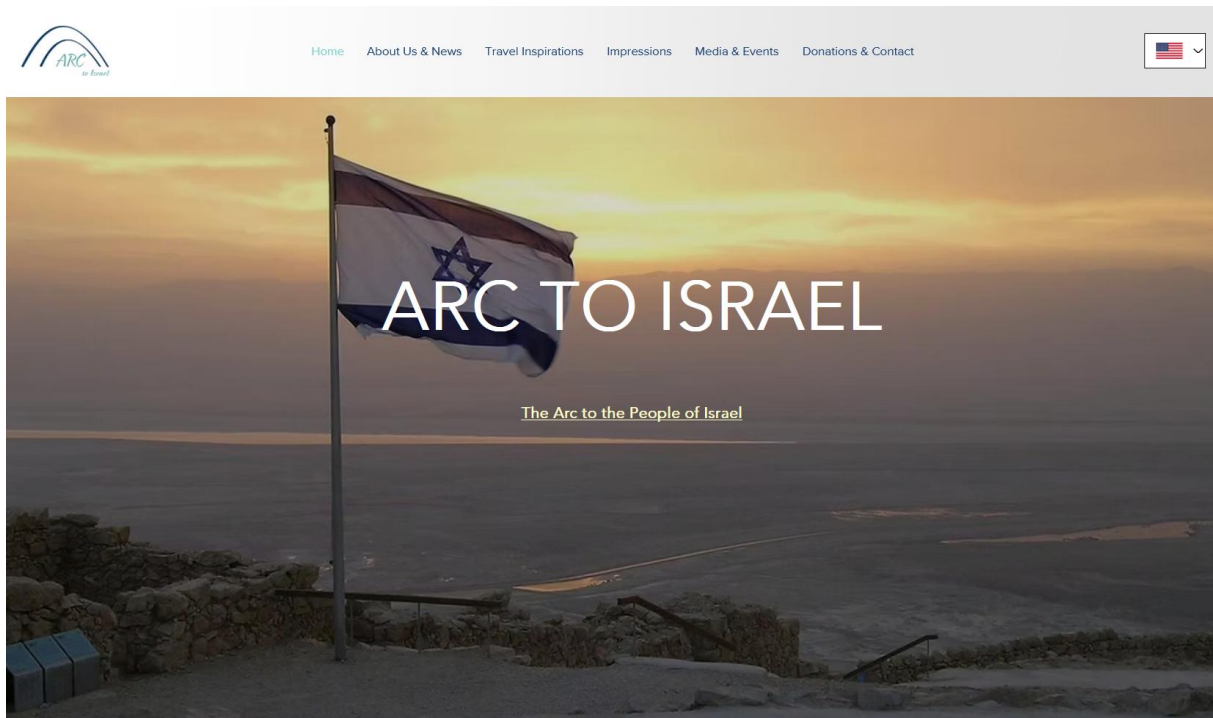 ARC
to Israel
Home About Us & News Travel Inspirations Impressions Media & Events Donations & Contact
ARC TO ISRAEL
The Arc to the People of Israel